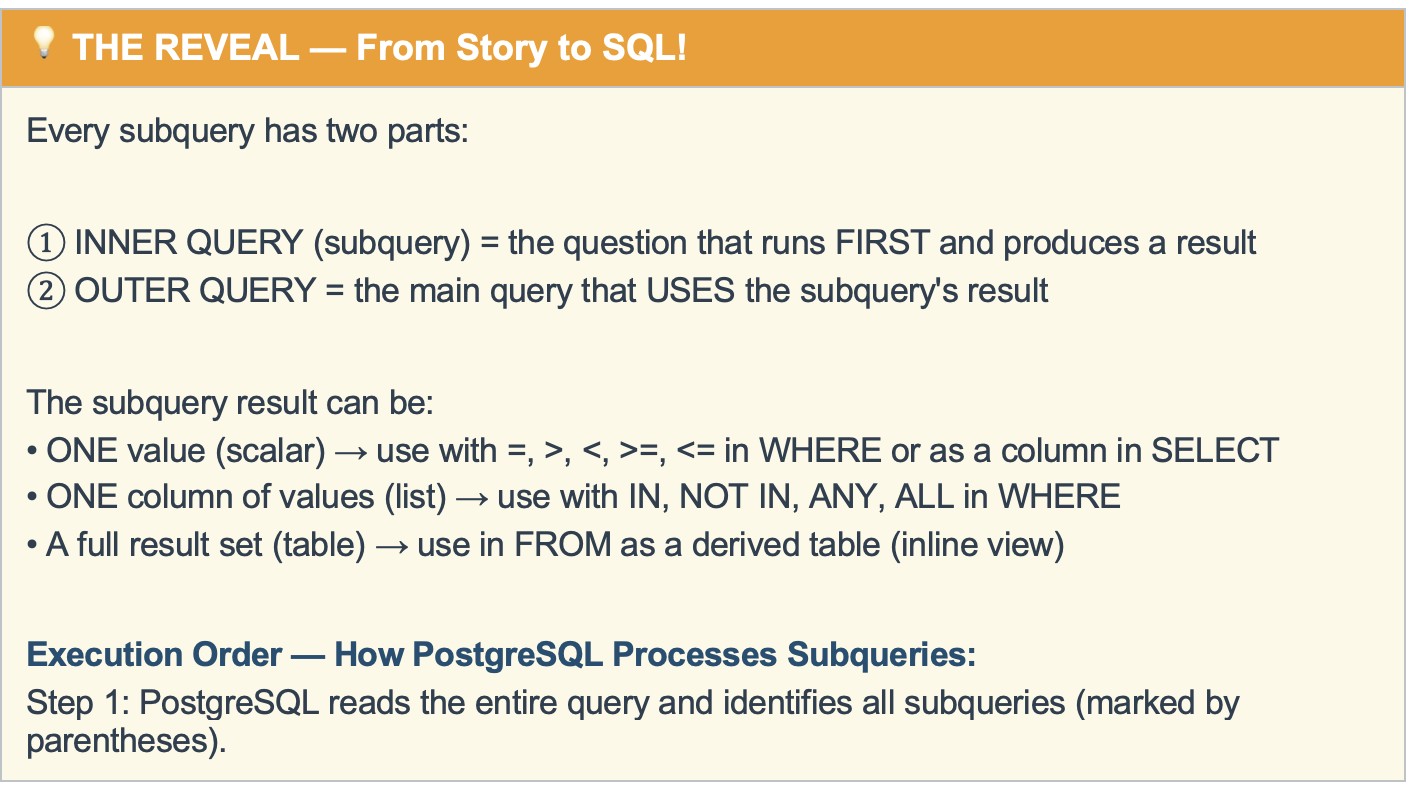 💡 THE REVEAL — From Story to SQL!
Every subquery has two parts:
① INNER QUERY (subquery) = the question that runs FIRST and produces a result
② OUTER QUERY = the main query that USES the subquery's result
The subquery result can be:
• ONE value (scalar) → use with =, >, <, >=, <= in WHERE or as a column in SELECT
• ONE column of values (list) → use with IN, NOT IN, ANY, ALL in WHERE
• A full result set (table) → use in FROM as a derived table (inline view)
Execution Order — How PostgreSQL Processes Subqueries:
Step 1: PostgreSQL reads the entire query and identifies all subqueries (marked by
parentheses).